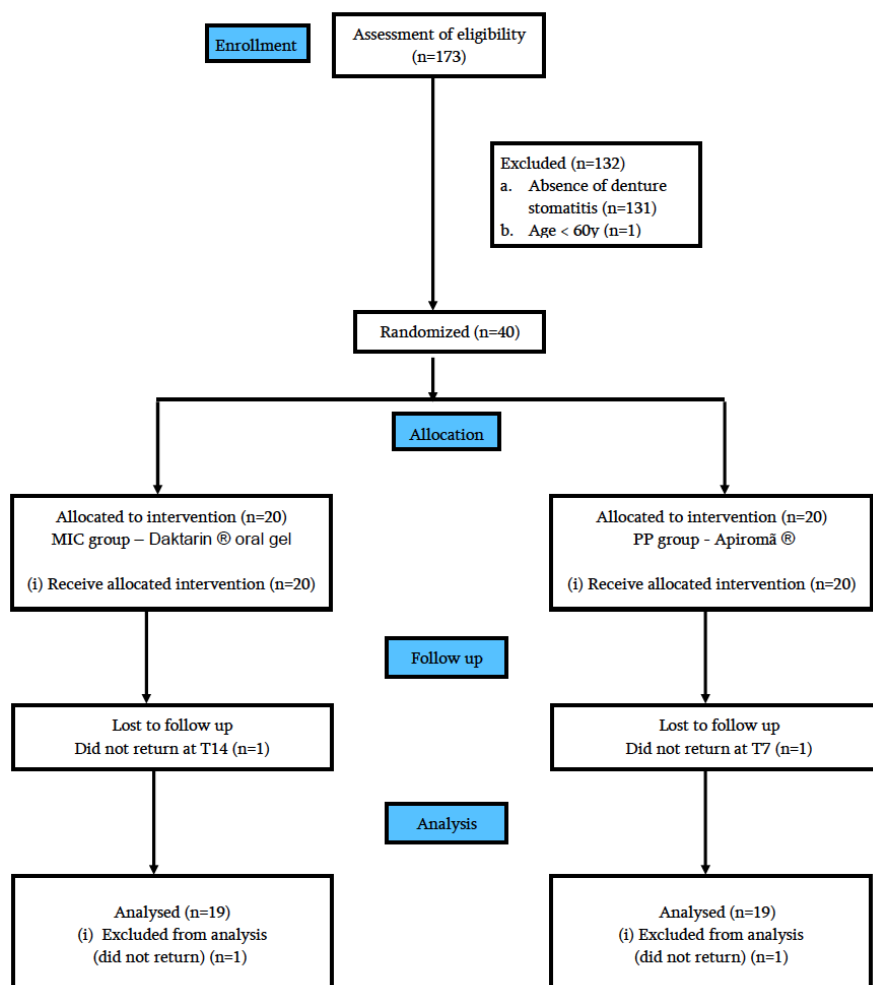 Enrollment
Assessment of eligibility
(n=173)
Excluded (n=132)
a. Absence of denture
stomatitis (n=131)
b. Age < 60y (n=1)
Randomized (n=40)
Allocation
Allocated to intervention (n=20)
MIC group – Daktarin ® oral gel
(i) Receive allocated intervention (n=20)
Allocated to intervention (n=20)
PP group - Apiromã ®
(i) Receive allocated intervention (n=20)
Follow up
Lost to follow up
Did not return at T14 (n=1)
Lost to follow up
Did not return at T7 (n=1)
Analysis
Analysed (n=19)
(i) Excluded from analysis
(did not return) (n=1)
Analysed (n=19)
(i) Excluded from analysis
(did not return) (n=1)